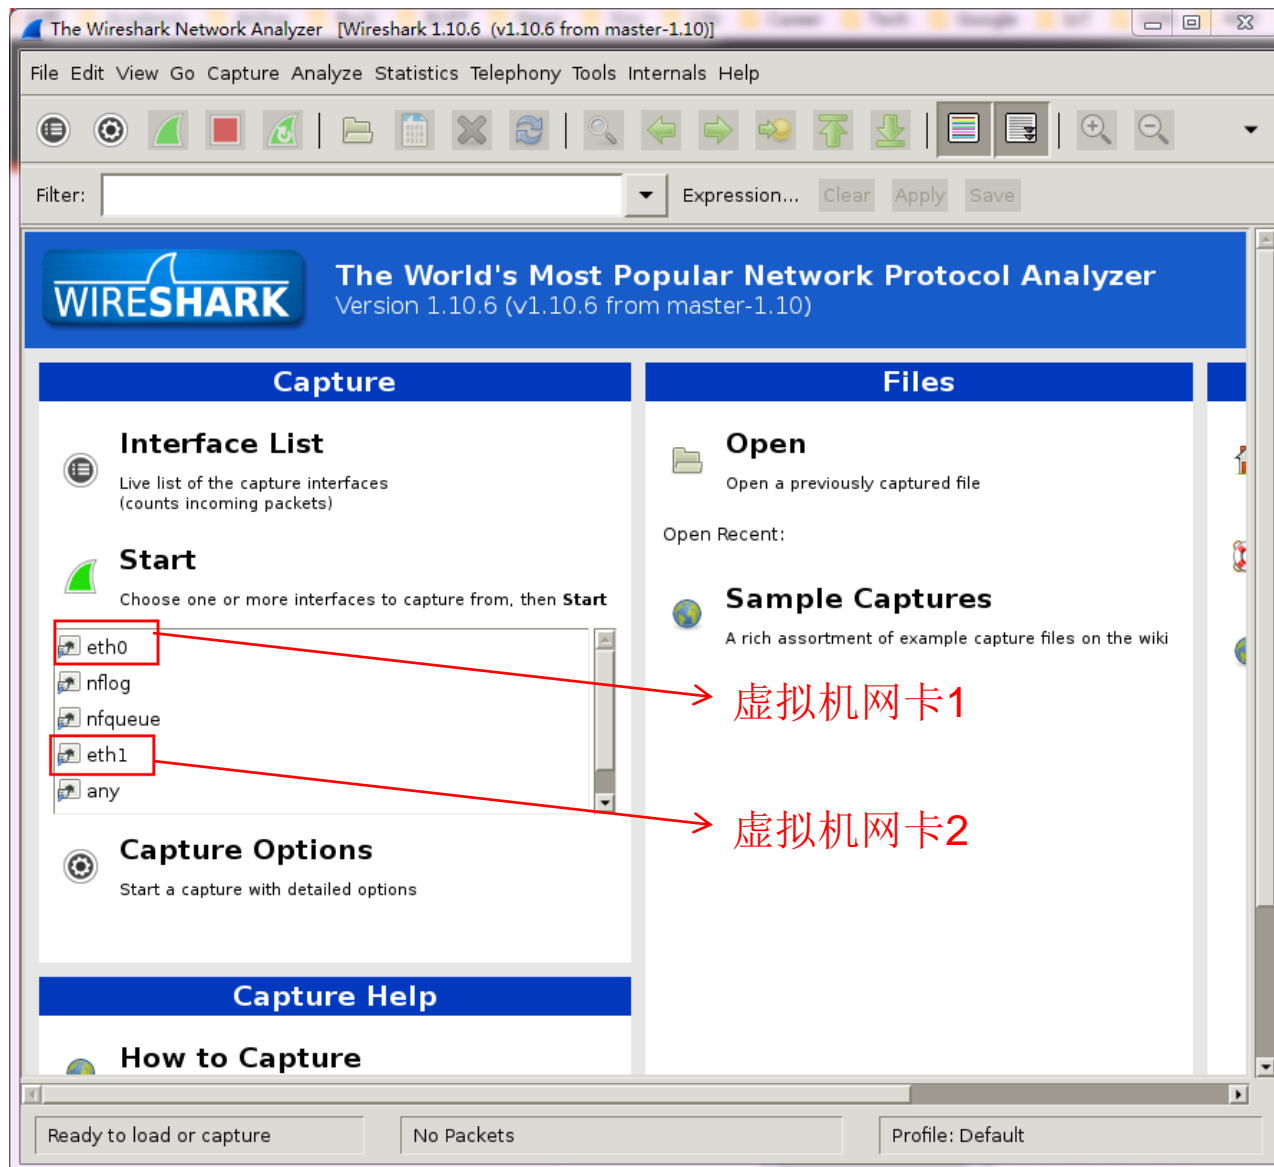 The Wireshark Network Analyzer [Wireshark 1.10.6 (v1.10.6 from master-1.10)]
File Edit View Go Capture Analyze Statistics Telephony Tools Internals Help
Filter: Expression... Clear Apply Save
WIRESHARK
The World's Most Popular Network Protocol Analyzer
Version 1.10.6 (v1.10.6 from master-1.10)
Capture
Interface List
Live list of the capture interfaces
(counts incoming packets)
Start
Choose one or more interfaces to capture from, then Start
eth0
nflog
nfqueue
eth1
any
Capture Options
Start a capture with detailed options
Capture Help
How to Capture
Files
Open
Open a previously captured file
Open Recent:
Sample Captures
A rich assortment of example capture files on the wiki
虚拟机网卡1
虚拟机网卡2
Ready to load or capture
No Packets
Profile: Default